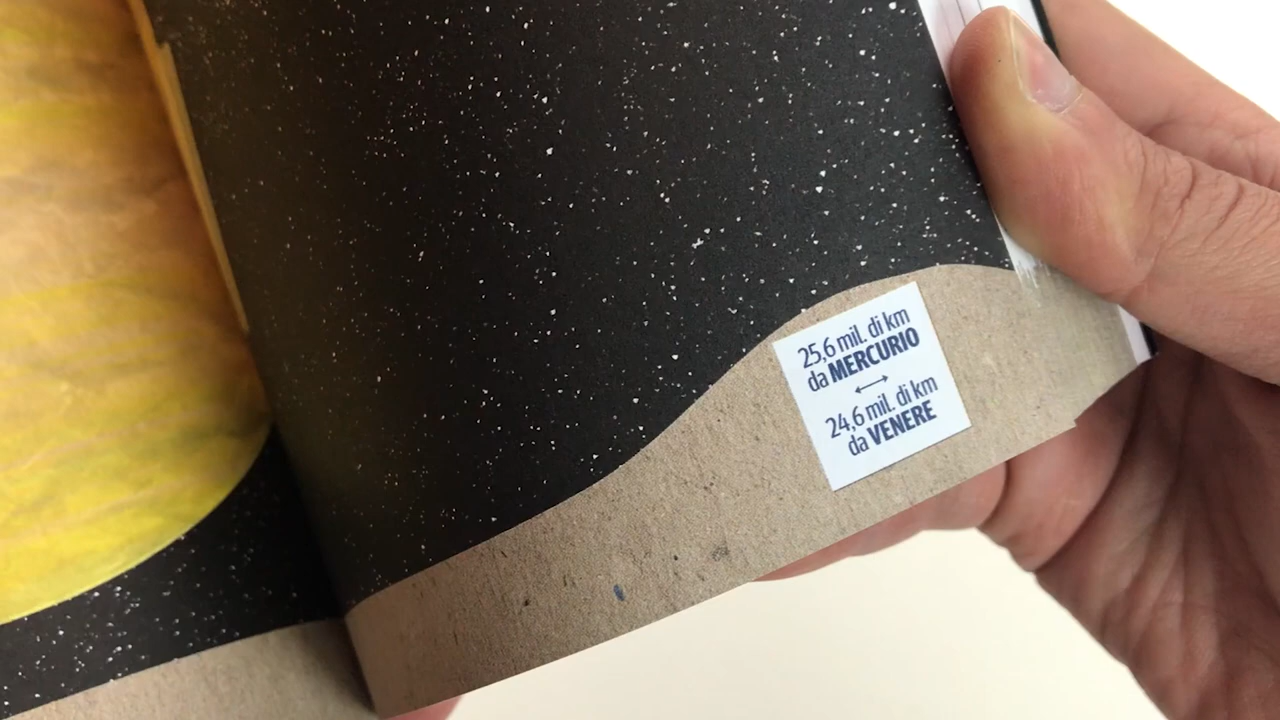 25,6 mil. di km
da MERCURIO
↔
24,6 mil. di km
da VENERE